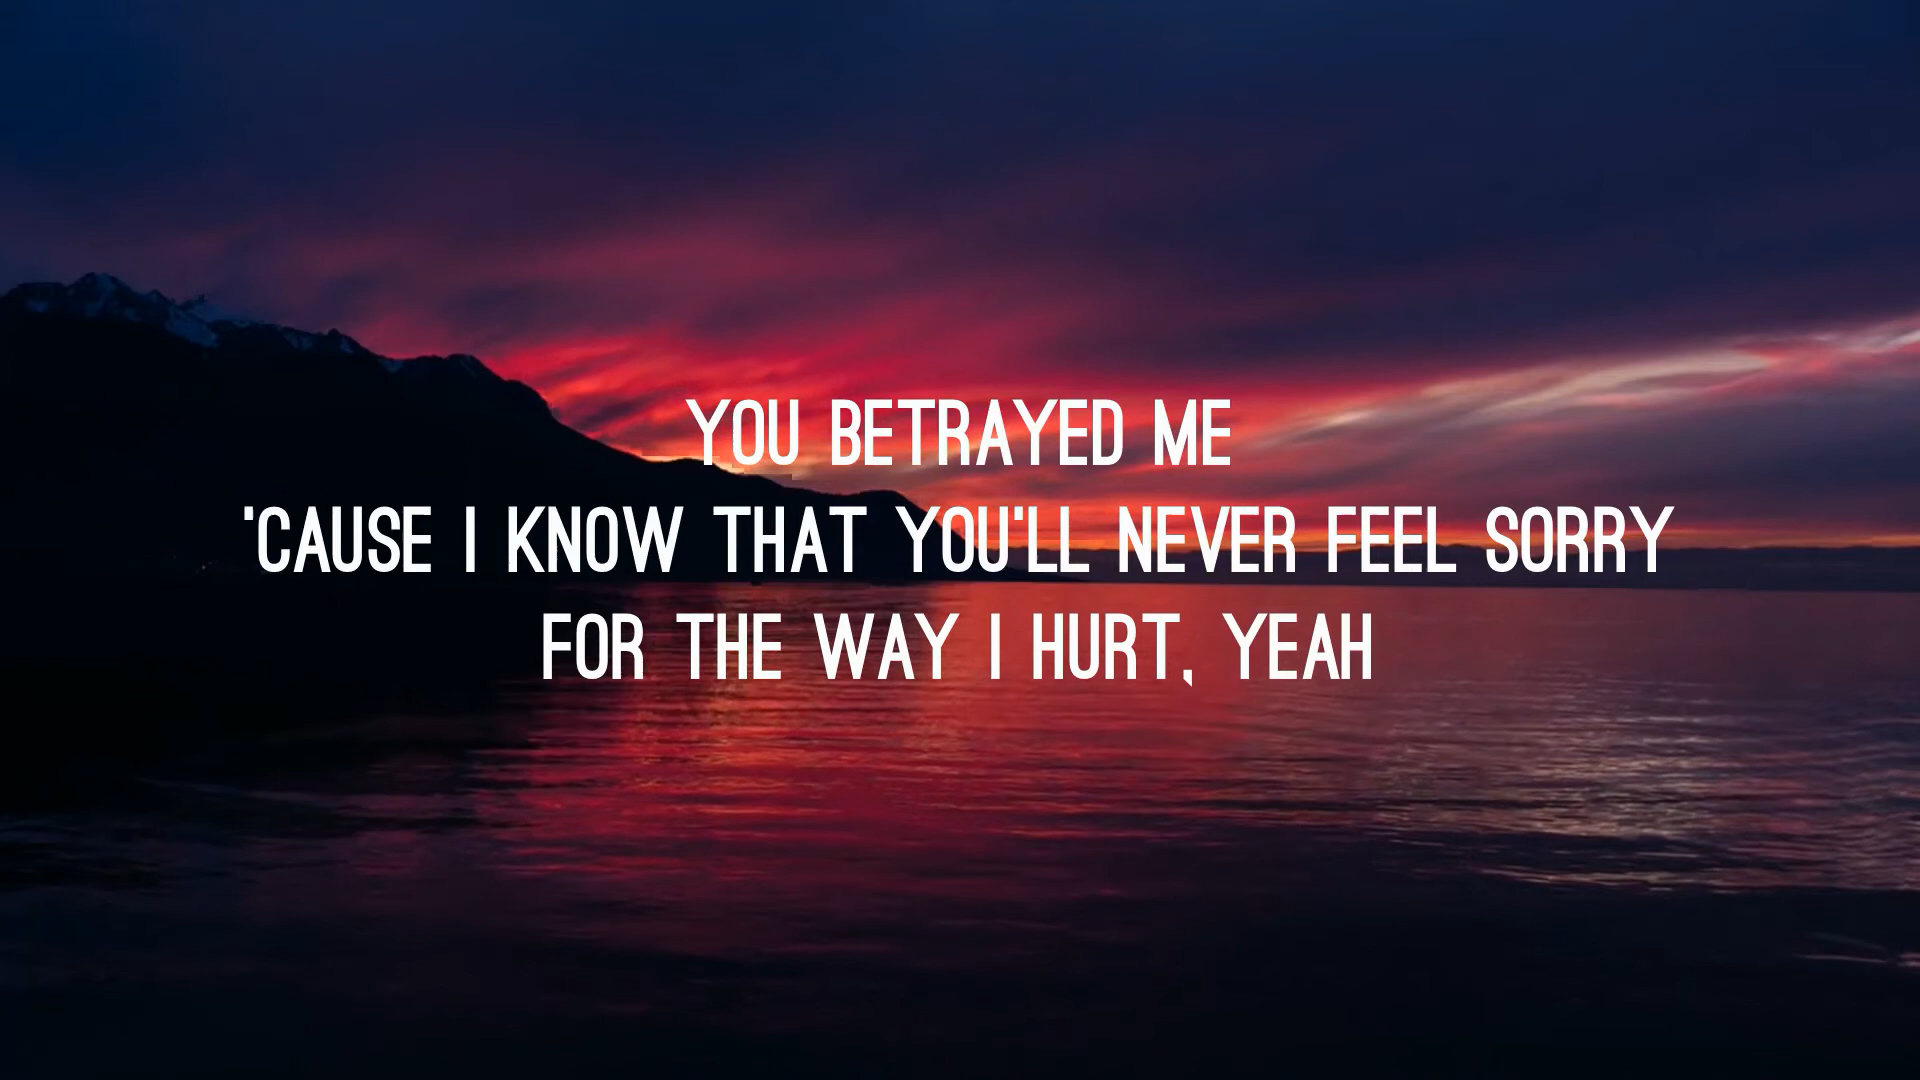 YOU BETRAYED ME
'CAUSE I KNOW THAT YOU'LL NEVER FEEL SORRY
FOR THE WAY I HURT, YEAH